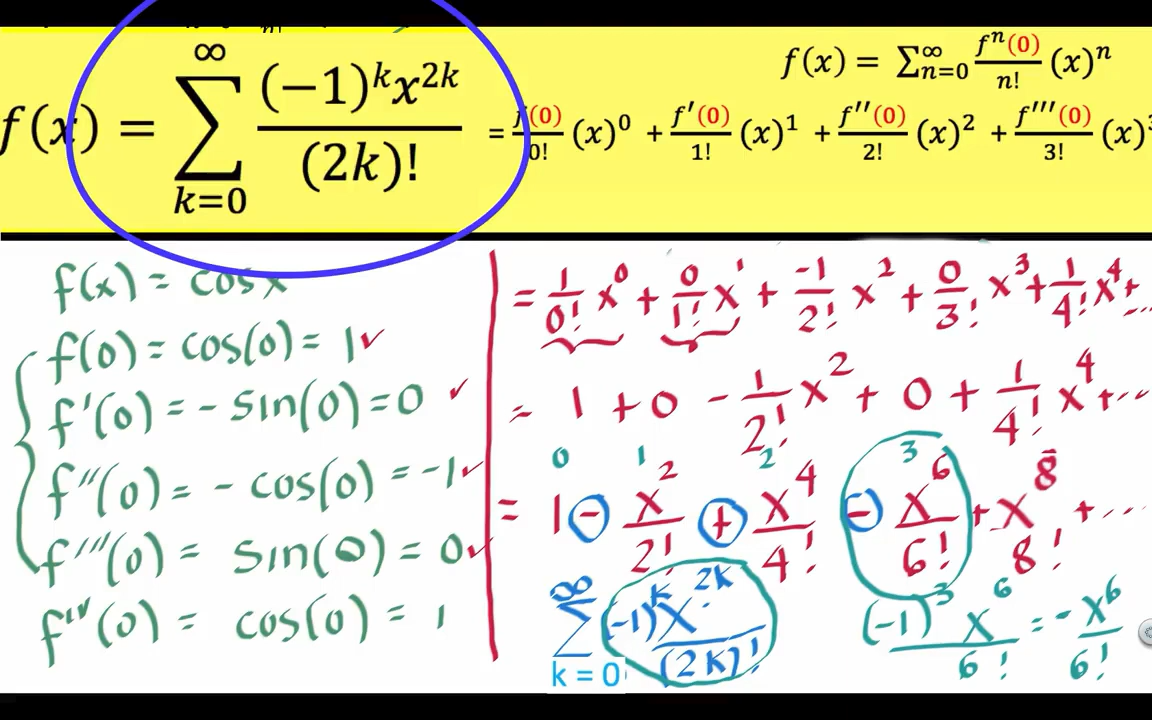 f(x) = ∑_{k=0}^{∞} (−1)^k x^{2k} / (2k)!
f(x) = ∑_{n=0}^{∞} f^n(0)/n! (x)^n
= f(0)/0! (x)^0 + f′(0)/1! (x)^1 + f′′(0)/2! (x)^2 + f′′′(0)/3! (x)^3
f(x) = cosx
f(0) = cos(0) = 1 ✓
f'(0) = - sin(0) = 0 ✓
f''(0) = - cos(0) = -1 ✓
f'''(0) = sin(0) = 0 ✓
f^{IV}(0) = cos(0) = 1
= 1/0! x^0 + 0/1! x^1 + -1/2! x^2 + 0/3! x^3 + 1/4! x^4 + ...
= 1 + 0 - 1/2! x^2 + 0 + 1/4! x^4 + ...
0 1 2 3
= 1 - x^2/2! + x^4/4! - x^6/6! + x^8/8! + ...
∑_{k = 0}^{∞} (-1)^k x^{2k} / (2k)!
(-1)^3 x^6 / 6! = - x^6/6!